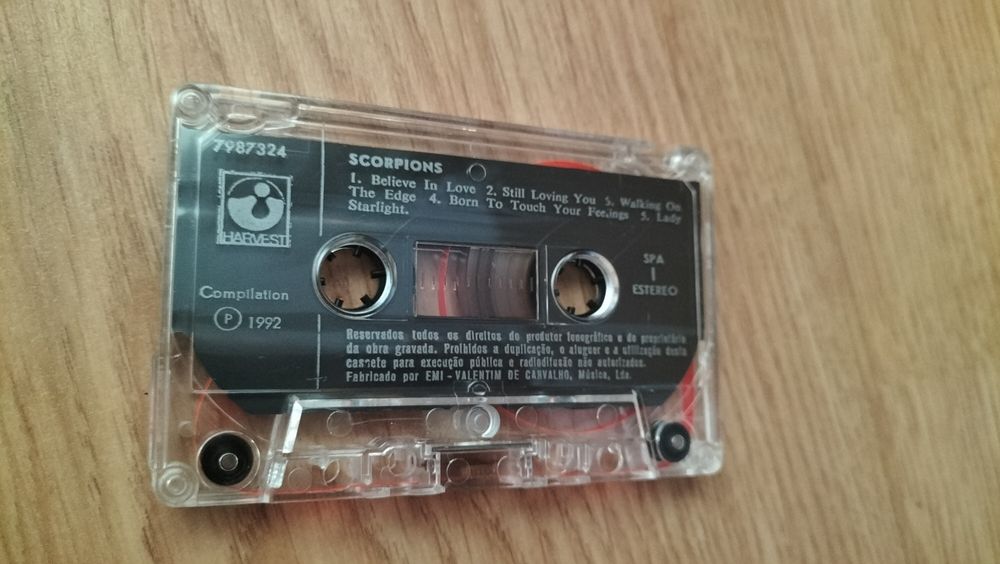 7987324
HARVEST
Compilation
Ⓟ 1992
SCORPIONS
1. Believe In Love 2. Still Loving You 3. Walking On
The Edge 4. Born To Touch Your Feelings 5. Lady
Starlight.
SPA
1
ESTEREO
Reservados todos os direitos do produtor fonográfico e do proprietário
da obra gravada. Proibidos a duplicação, o aluguer e a utilização desta
cassete para execução pública e radiodifusão não autorizados.
Fabricado por EMI - VALENTIM DE CARVALHO, Música, Lda.